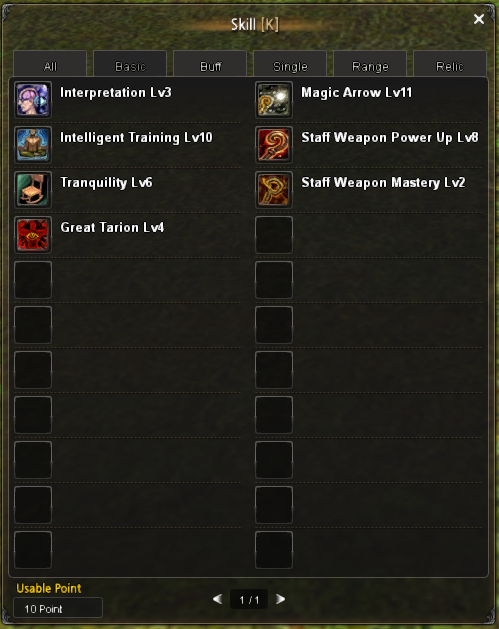 Skill [K]
All Basic Buff Single Range Relic
Interpretation Lv3
Magic Arrow Lv11
Intelligent Training Lv10
Staff Weapon Power Up Lv8
Tranquility Lv6
Staff Weapon Mastery Lv2
Great Tarion Lv4
Usable Point
10 Point
1 / 1